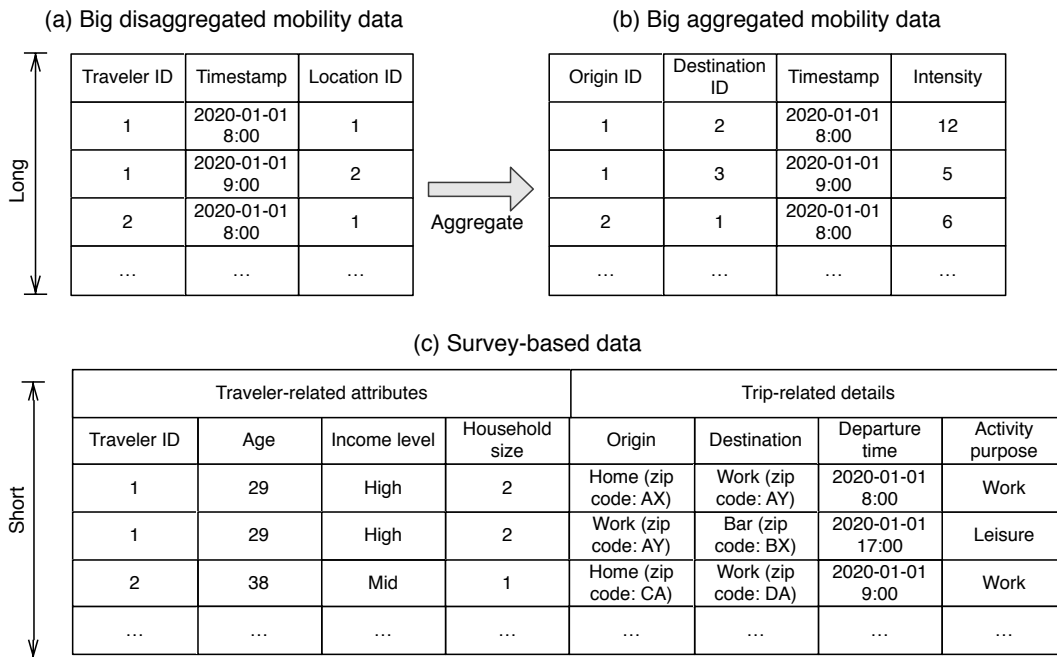 (a) Big disaggregated mobility data
(b) Big aggregated mobility data
Long
Traveler ID Timestamp Location ID
1 2020-01-01 8:00 1
1 2020-01-01 9:00 2
2 2020-01-01 8:00 1
… … …
Aggregate
Origin ID Destination ID Timestamp Intensity
1 2 2020-01-01 8:00 12
1 3 2020-01-01 9:00 5
2 1 2020-01-01 8:00 6
… … … …
(c) Survey-based data
Short
Traveler-related attributes Trip-related details
Traveler ID Age Income level Household size Origin Destination Departure time Activity purpose
1 29 High 2 Home (zip code: AX) Work (zip code: AY) 2020-01-01 8:00 Work
1 29 High 2 Work (zip code: AY) Bar (zip code: BX) 2020-01-01 17:00 Leisure
2 38 Mid 1 Home (zip code: CA) Work (zip code: DA) 2020-01-01 9:00 Work
… … … … … … … …